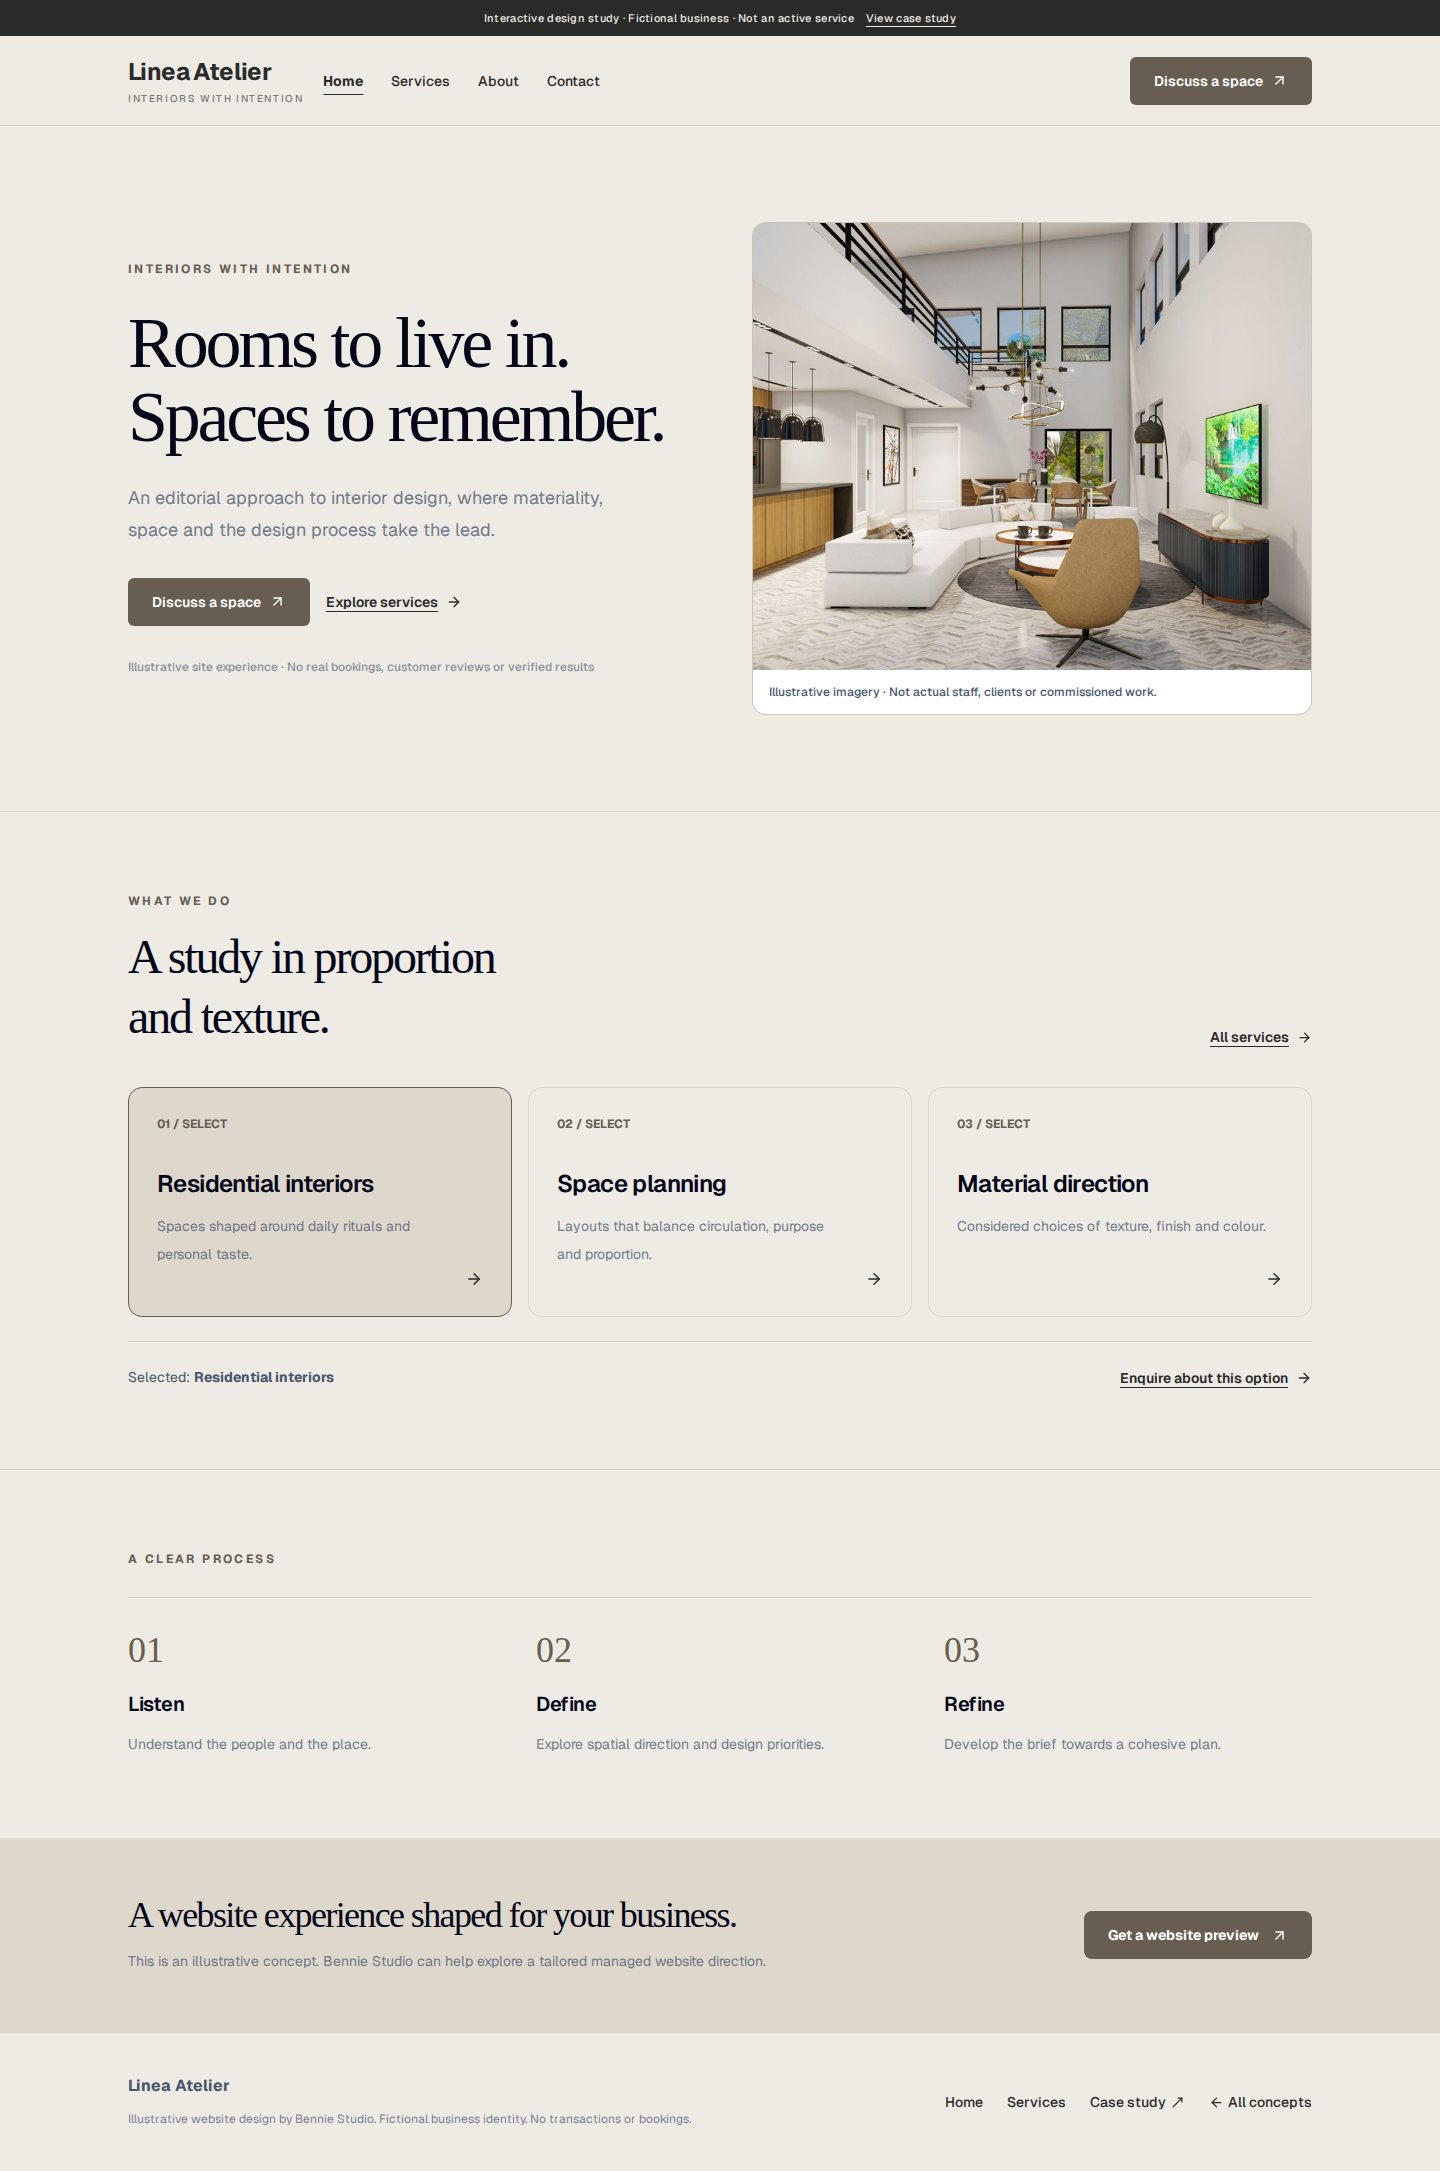 Interactive design study · Fictional business · Not an active service View case study
Linea Atelier
INTERIORS WITH INTENTION
Home Services About Contact
Discuss a space
INTERIORS WITH INTENTION
Rooms to live in.
Spaces to remember.
An editorial approach to interior design, where materiality,
space and the design process take the lead.
Discuss a space
Explore services
Illustrative site experience · No real bookings, customer reviews or verified results
Illustrative imagery · Not actual staff, clients or commissioned work.
WHAT WE DO
A study in proportion
and texture.
All services
01 / SELECT
Residential interiors
Spaces shaped around daily rituals and
personal taste.
02 / SELECT
Space planning
Layouts that balance circulation, purpose
and proportion.
03 / SELECT
Material direction
Considered choices of texture, finish and colour.
Selected: Residential interiors
Enquire about this option
A CLEAR PROCESS
01
Listen
Understand the people and the place.
02
Define
Explore spatial direction and design priorities.
03
Refine
Develop the brief towards a cohesive plan.
A website experience shaped for your business.
This is an illustrative concept. Bennie Studio can help explore a tailored managed website direction.
Get a website preview
Linea Atelier
Illustrative website design by Bennie Studio. Fictional business identity. No transactions or bookings.
Home Services Case study ↗ ← All concepts